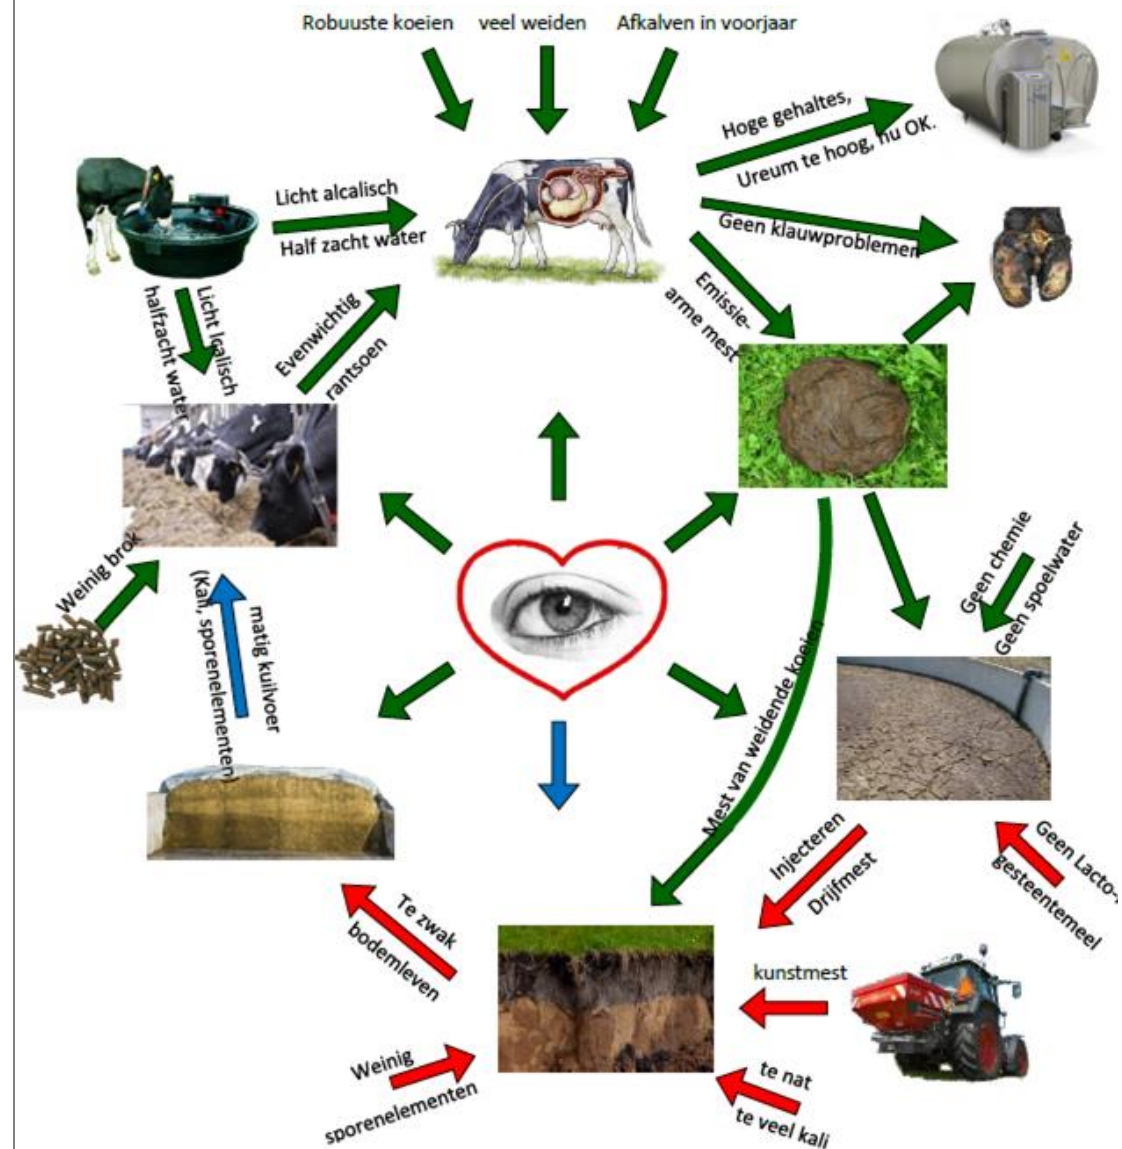 Robuuste koeien
veel weiden
Afkalven in voorjaar
Hoge gehaltes,
Ureum te hoog, nu OK.
Licht alcalisch
Half zacht water
Geen klauwproblemen
Emissie-
arme mest
Licht lcalisch
halfzacht water
Evenwichtig
rantsoen
Weinig brok
matig kuilvoer
(Kali, sporenelementen)
Geen chemie
Geen spoelwater
Mest van weidende koeien
Injecteren
Drijfmest
Geen Lacto-,
gesteentemeel
Te zwak
bodemleven
kunstmest
Weinig
sporenelementen
te nat
te veel kali